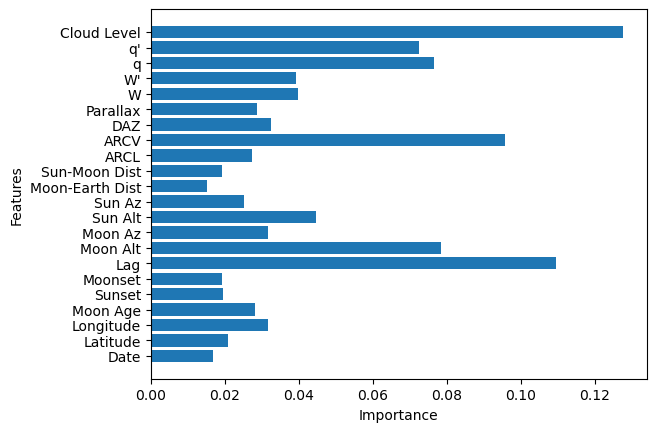 Cloud Level
q'
q
W'
W
Parallax
DAZ
ARCV
ARCL
Sun-Moon Dist
Moon-Earth Dist
Sun Az
Sun Alt
Moon Az
Moon Alt
Lag
Moonset
Sunset
Moon Age
Longitude
Latitude
Date
Features
0.00 0.02 0.04 0.06 0.08 0.10 0.12
Importance